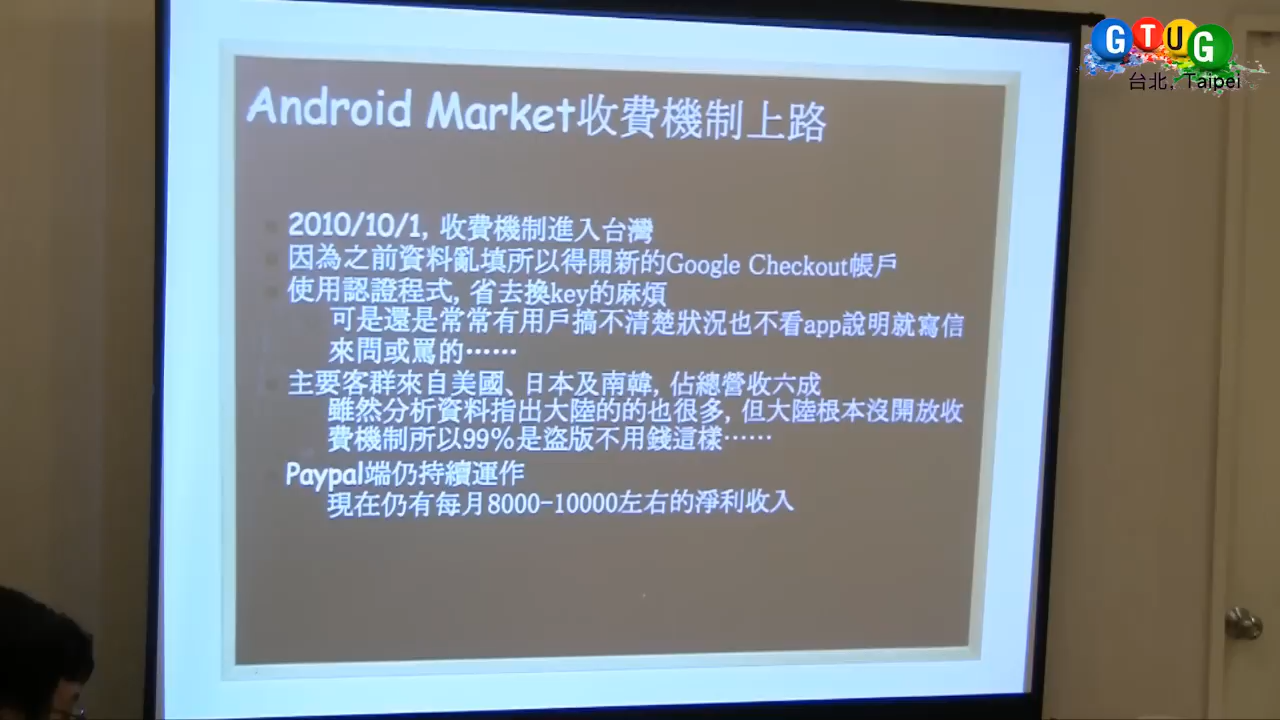 GTUG
台北, Taipei
Android Market收費機制上路
2010/10/1, 收費機制進入台灣
因為之前資料亂填所以得開新的Google Checkout帳戶
使用認證程式, 省去換key的麻煩
可是還是常常有用戶搞不清楚狀況也不看app說明就寫信
來問或罵的⋯⋯
主要客群來自美國、日本及南韓, 佔總營收六成
雖然分析資料指出大陸的的也很多, 但大陸根本沒開放收
費機制所以99%是盜版不用錢這樣⋯⋯
Paypal端仍持續運作
現在仍有每月8000-10000左右的淨利收入